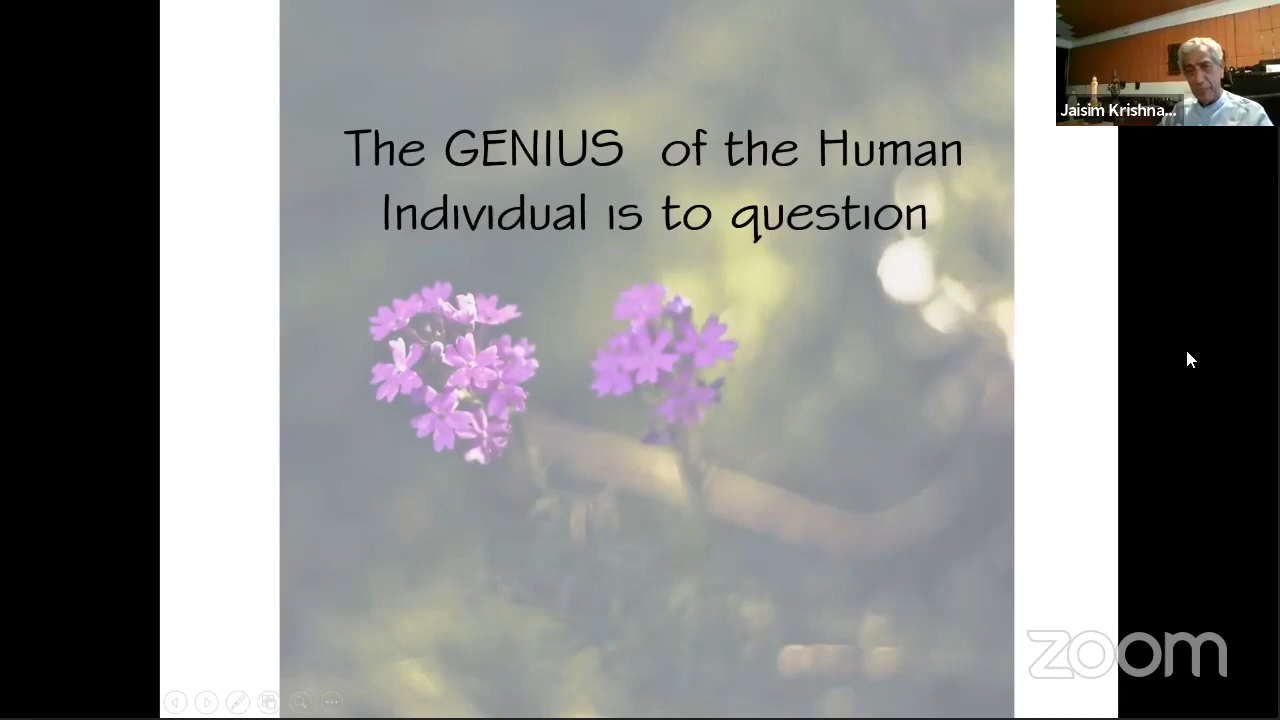 The GENIUS of the Human
Individual is to question
Jaisim Krishna...
zoom